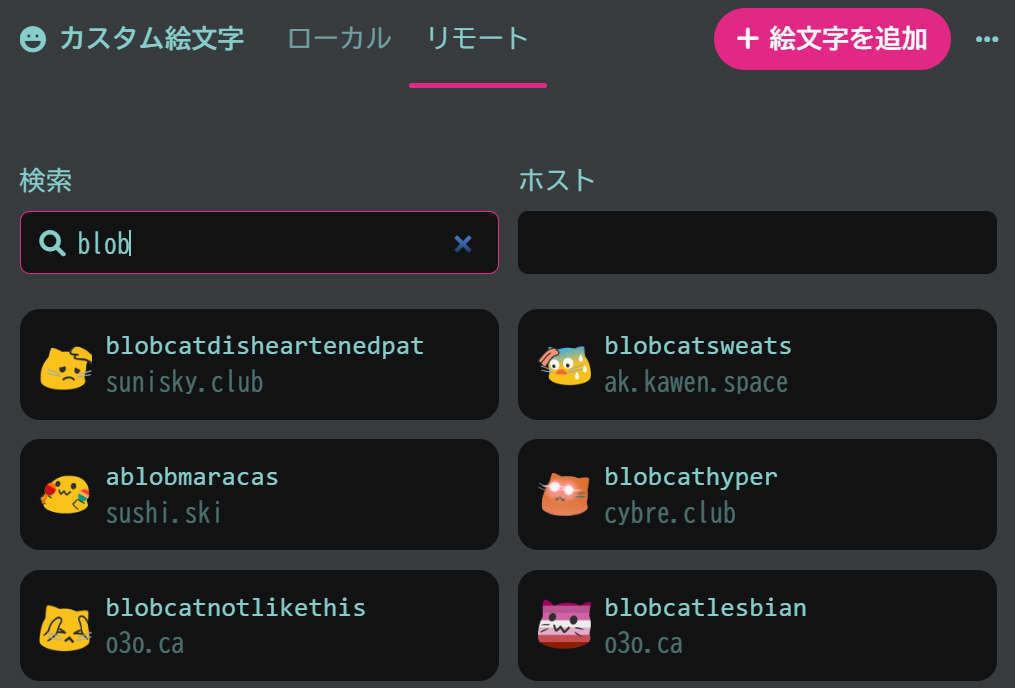 カスタム絵文字 ローカル リモート + 絵文字を追加
検索 ホスト
blob
blobcatdisheartenedpat
sunisky.club
blobcatsweats
ak.kawen.space
ablobmaracas
sushi.ski
blobcathyper
cybre.club
blobcatnotlikethis
o3o.ca
blobcatlesbian
o3o.ca